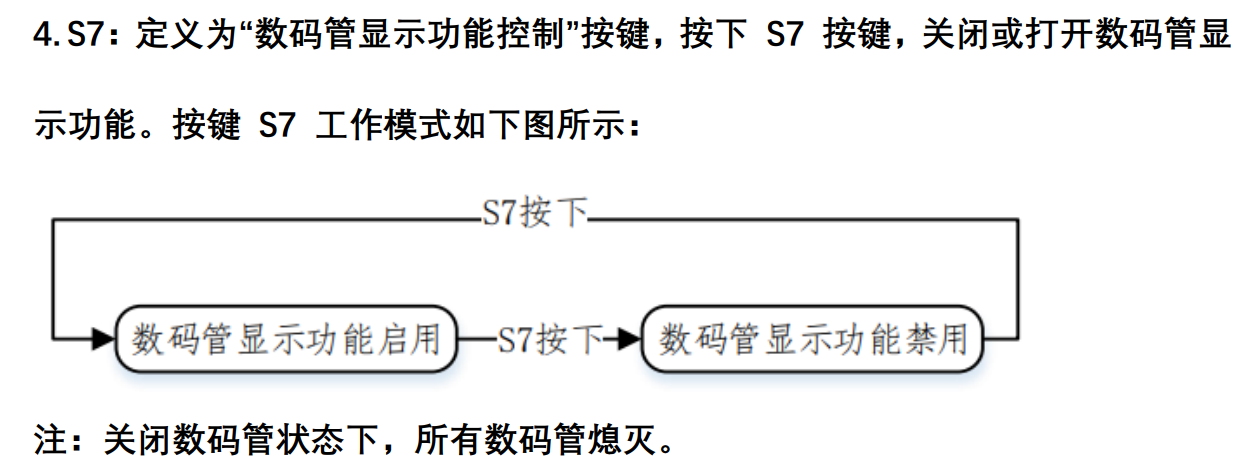 4. S7：定义为“数码管显示功能控制”按键，按下 S7 按键，关闭或打开数码管显
示功能。按键 S7 工作模式如下图所示：
S7按下
数码管显示功能启用
S7按下
数码管显示功能禁用
注：关闭数码管状态下，所有数码管熄灭。